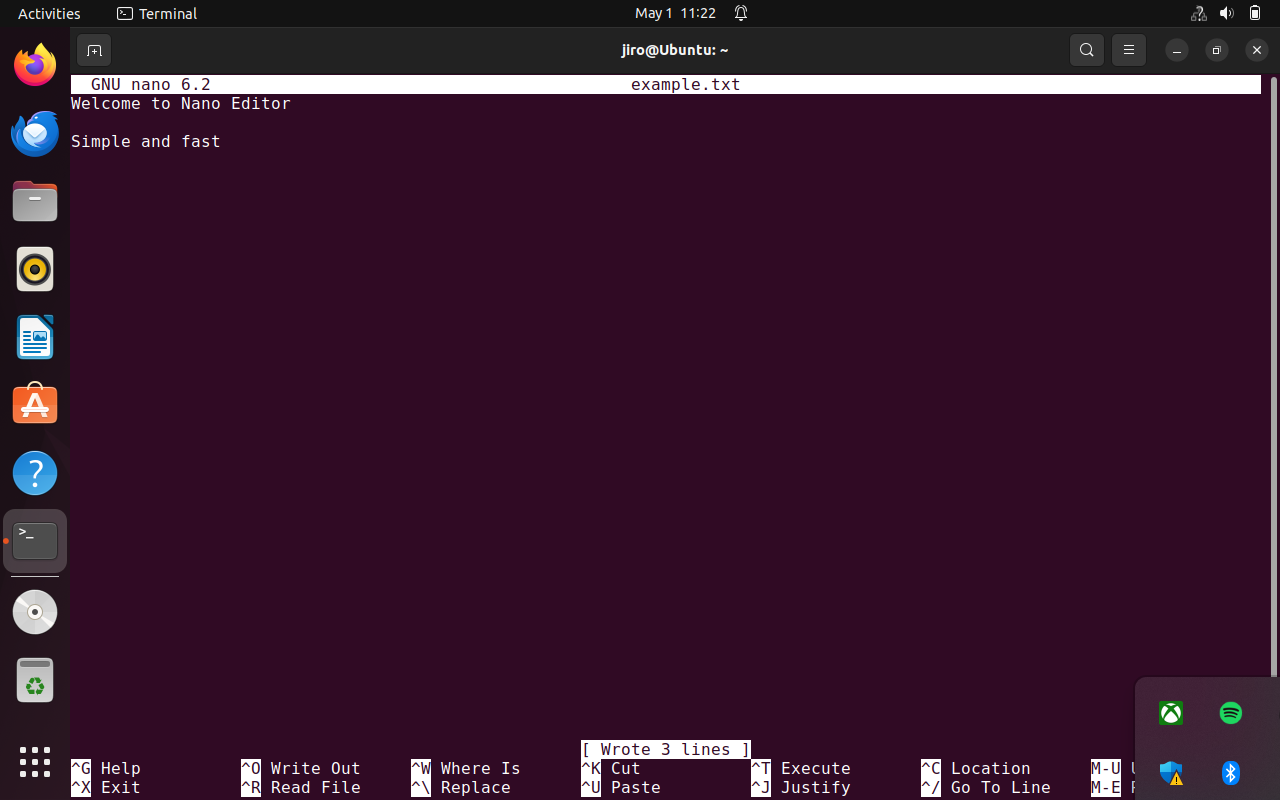 Activities Terminal May 1 11:22
jiro@Ubuntu: ~
GNU nano 6.2 example.txt
Welcome to Nano Editor
Simple and fast
[ Wrote 3 lines ]
^G Help ^O Write Out ^W Where Is ^K Cut ^T Execute ^C Location M-U
^X Exit ^R Read File ^\ Replace ^U Paste ^J Justify ^/ Go To Line M-E